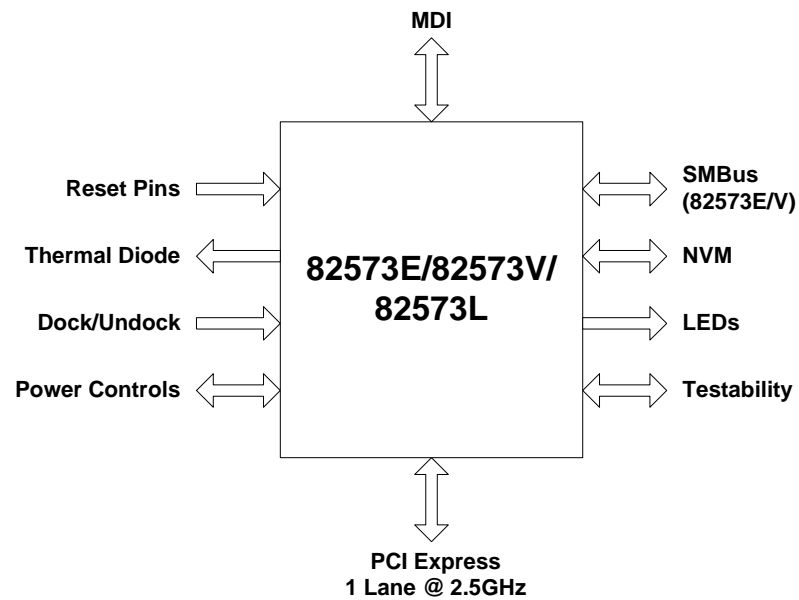 MDI
Reset Pins
Thermal Diode
Dock/Undock
Power Controls
82573E/82573V/
82573L
SMBus
(82573E/V)
NVM
LEDs
Testability
PCI Express
1 Lane @ 2.5GHz